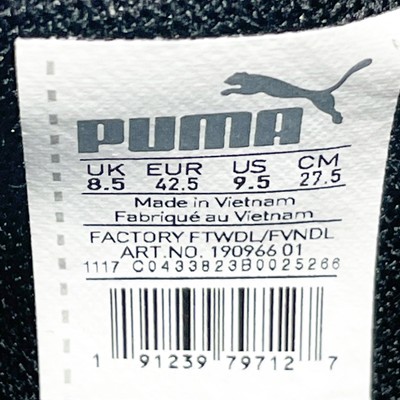 PUMA
UK EUR US CM
8.5 42.5 9.5 27.5
Made in Vietnam
Fabriqué au Vietnam
FACTORY FTWDL/FVNDL
ART.NO. 190966 01
1117 C0433823B0025266
1 91239 79712 7